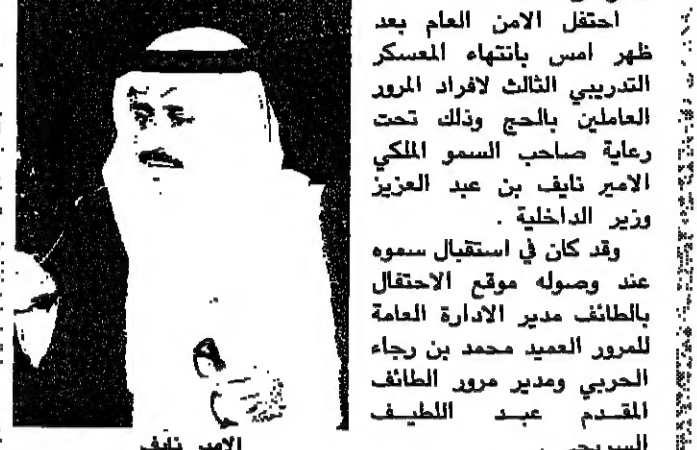 احتفل الامن العام بعد
ظهر امس بانتهاء المعسكر
التدريبي الثالث لافراد المرور
العاملين بالحج وذلك تحت
رعاية صاحب السمو الملكي
الامير نايف بن عبد العزيز
وزير الداخلية .
وقد كان في استقبال سموه
عند وصوله موقع الاحتفال
بالطائف مدير الادارة العامة
للمرور العميد محمد بن رجاء
الحربي ومدير مرور الطائف
المقدم عبد اللطيف
السريحي .
الامير نايف